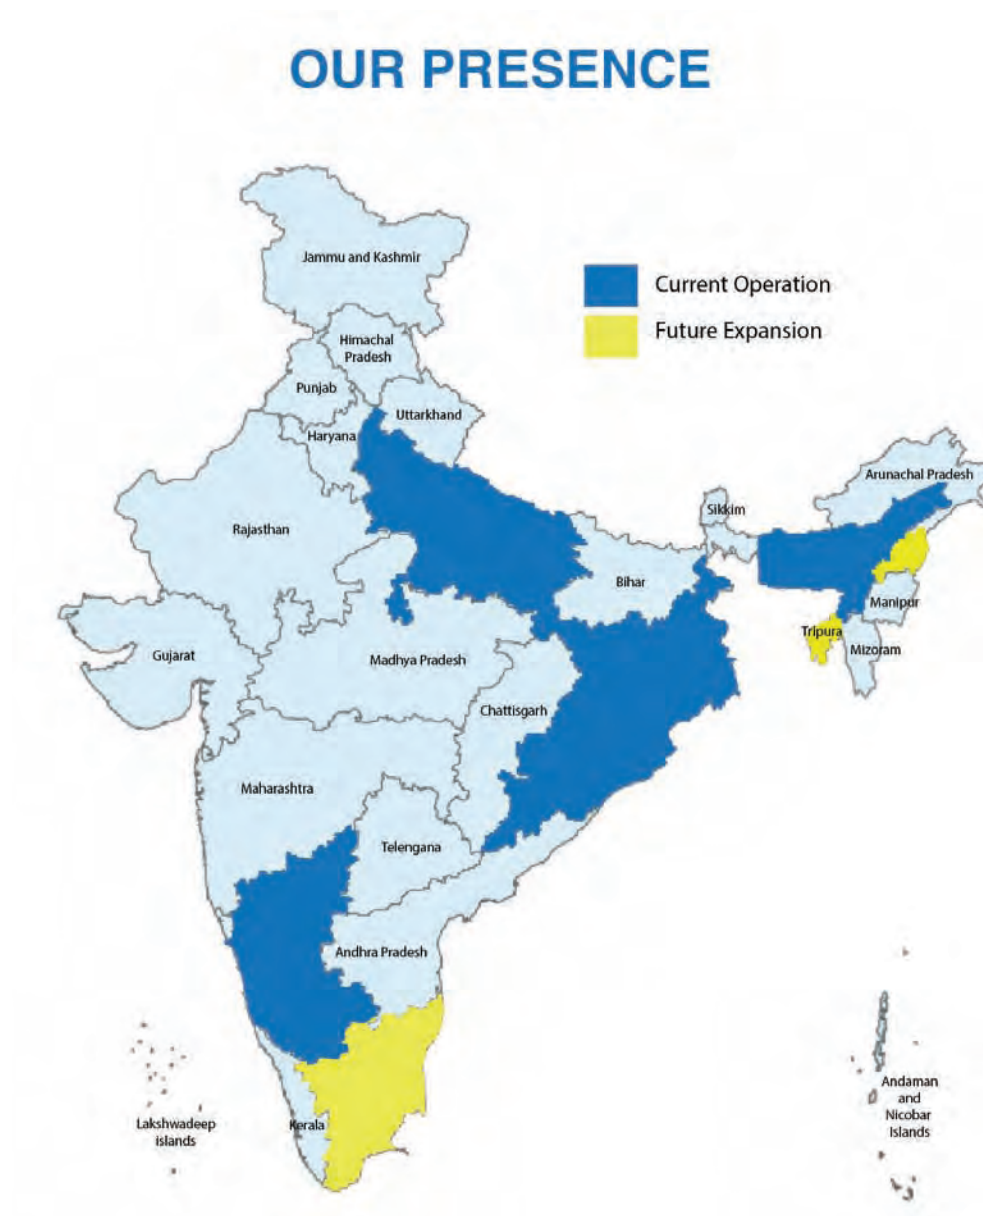 OUR PRESENCE
Jammu and Kashmir
Current Operation
Future Expansion
Himachal
Pradesh
Punjab
Uttarkhand
Haryana
Arunachal Pradesh
Sikkim
Rajasthan
Bihar
Manipur
Tripura
Mizoram
Gujarat
Madhya Pradesh
Chattisgarh
Maharashtra
Telengana
Andhra Pradesh
Andaman
and
Nicobar
Islands
Lakshwadeep
islands
Kerala